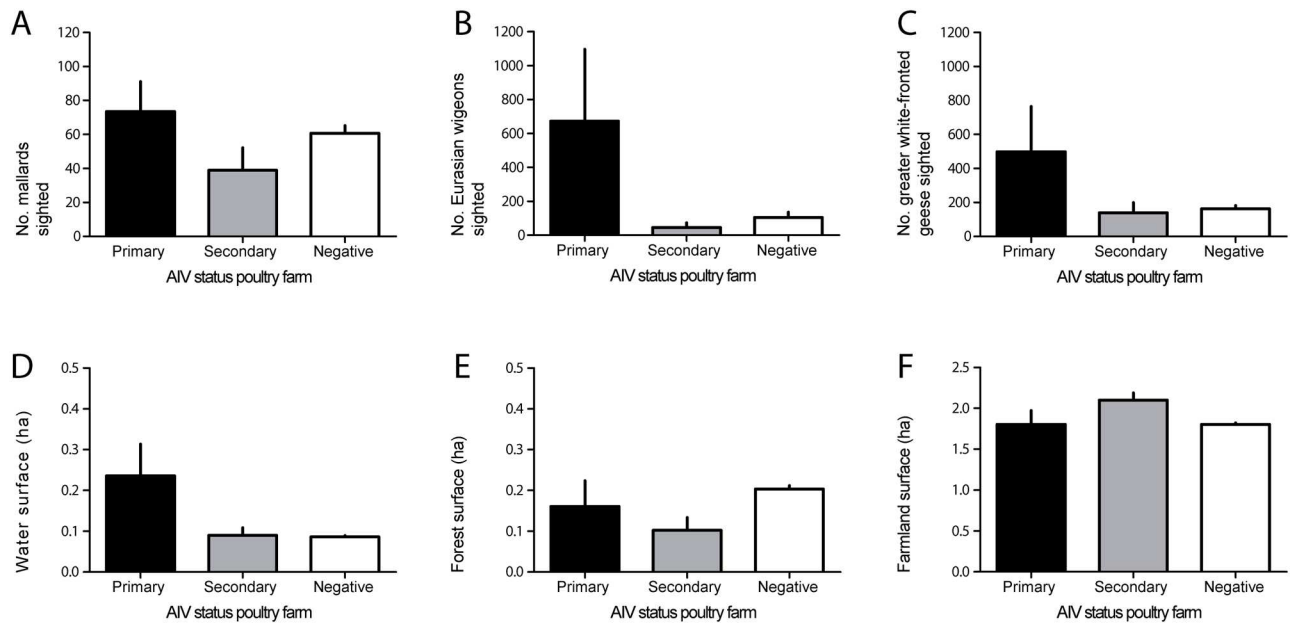 A
No. mallards
sighted
120
100
80
60
40
20
0
Primary
Secondary
Negative
AIV status poultry farm
B
No. Eurasian wigeons
sighted
1200
1000
800
600
400
200
0
Primary
Secondary
Negative
AIV status poultry farm
C
No. greater white-fronted
geese sighted
1200
1000
800
600
400
200
0
Primary
Secondary
Negative
AIV status poultry farm
D
Water surface (ha)
0.5
0.4
0.3
0.2
0.1
0.0
Primary
Secondary
Negative
AIV status poultry farm
E
Forest surface (ha)
0.5
0.4
0.3
0.2
0.1
0.0
Primary
Secondary
Negative
AIV status poultry farm
F
Farmland surface (ha)
2.5
2.0
1.5
1.0
0.5
0.0
Primary
Secondary
Negative
AIV status poultry farm